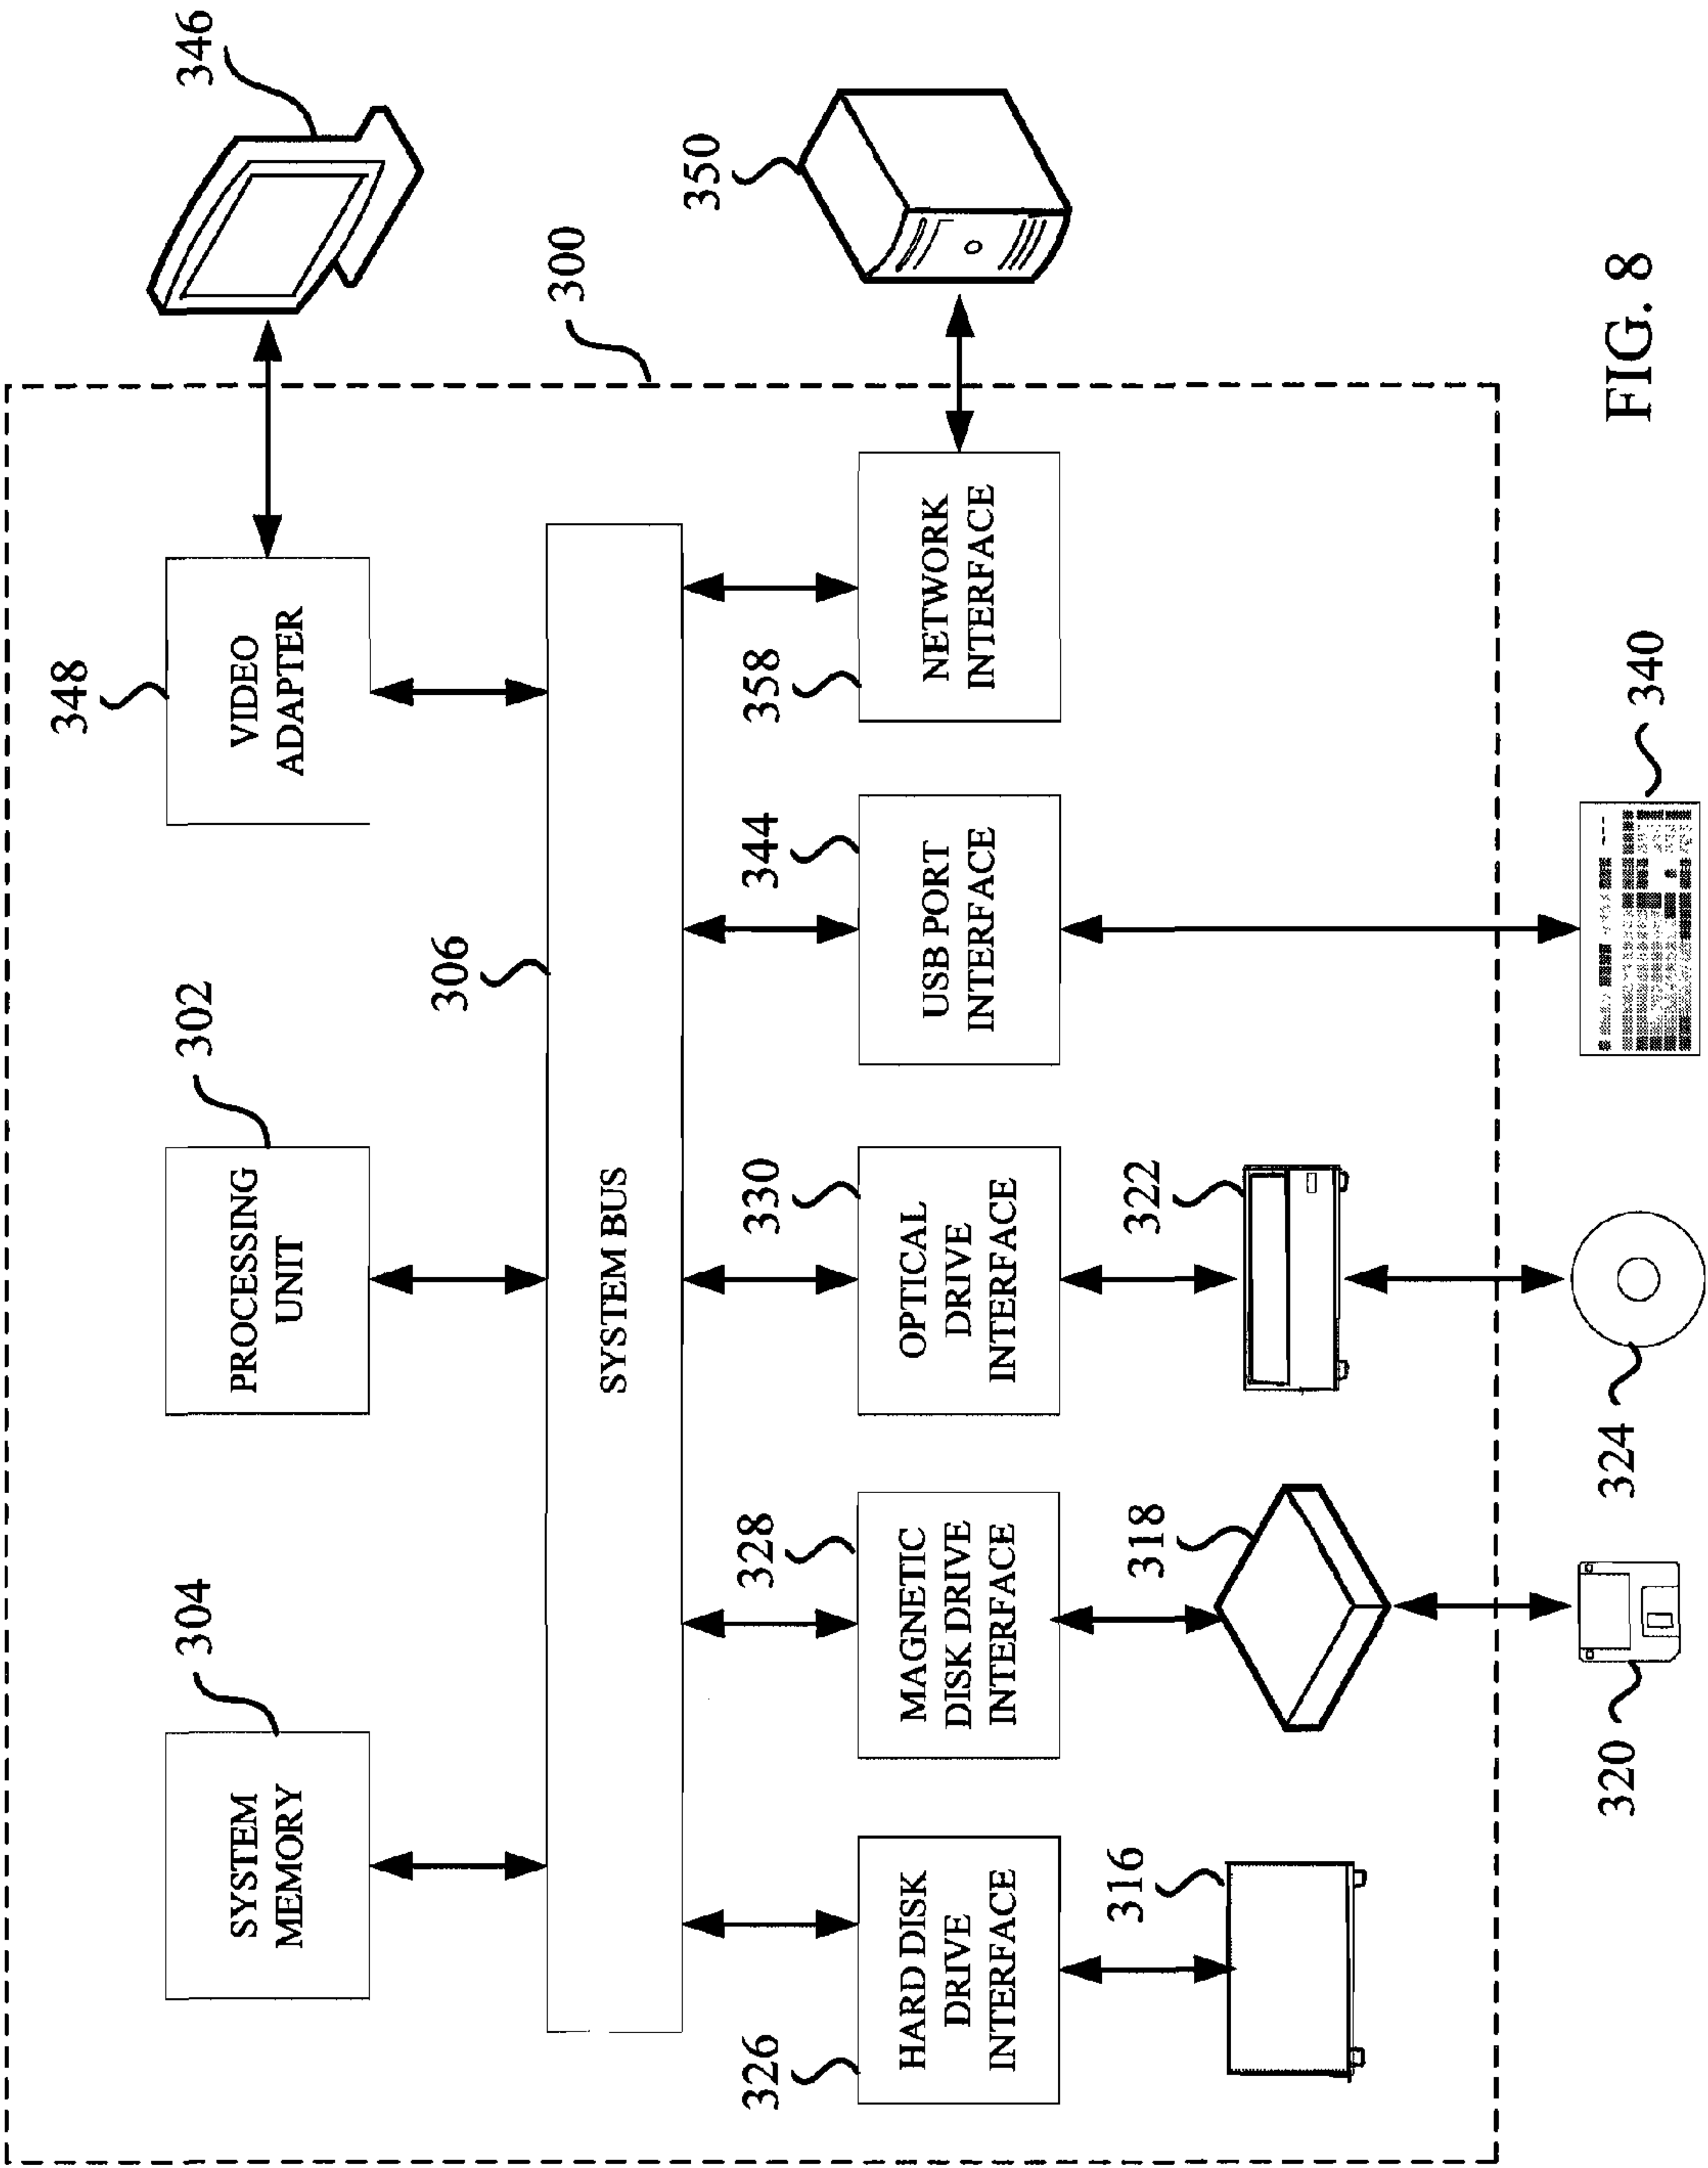 304
SYSTEM
MEMORY
302
PROCESSING
UNIT
348
VIDEO
ADAPTER
346
306
SYSTEM BUS
300
326
HARD DISK
DRIVE
INTERFACE
328
MAGNETIC
DISK DRIVE
INTERFACE
330
OPTICAL
DRIVE
INTERFACE
344
USB PORT
INTERFACE
358
NETWORK
INTERFACE
350
316
318
322
320
324
340
FIG. 8